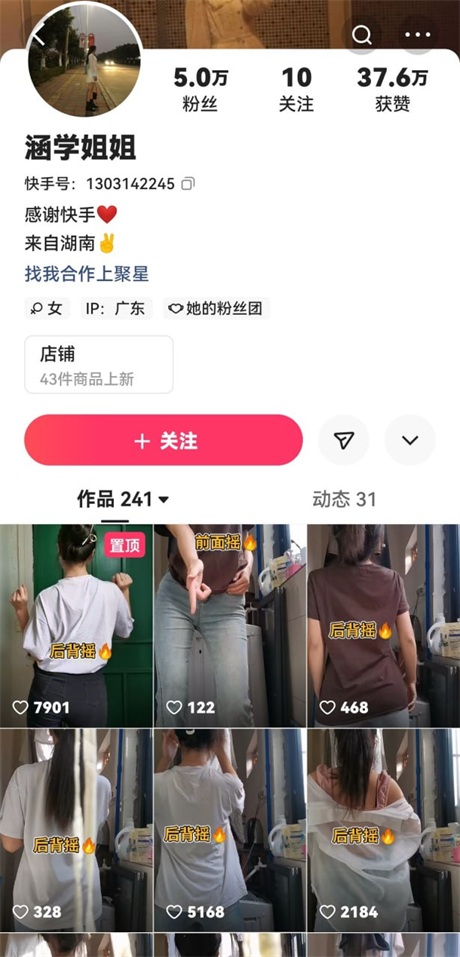 5.0万
粉丝
10
关注
37.6万
获赞
涵学姐姐
快手号：1303142245
感谢快手❤️
来自湖南✌️
找我合作上聚星
女
IP：广东
她的粉丝团
店铺
43件商品上新
＋ 关注
作品 241
动态 31
置顶
后背摇🔥
7901
前面摇🔥
122
后背摇🔥
468
后背摇🔥
328
后背摇🔥
5168
后背摇🔥
2184